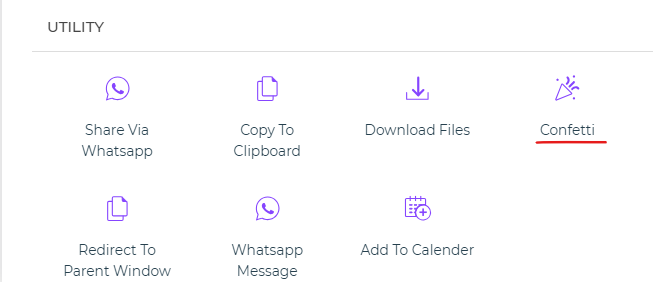 UTILITY
Share Via
Whatsapp
Copy To
Clipboard
Download Files
Confetti
Redirect To
Parent Window
Whatsapp
Message
Add To Calender